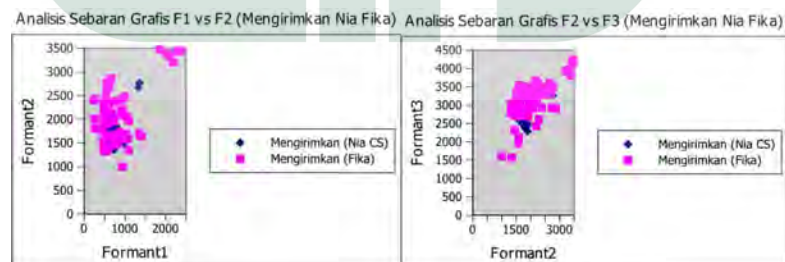 Analisis Sebaran Grafis F1 vs F2 (Mengirimkan Nia Fika)
3500
3000
2500
2000
1500
1000
500
0
0
1000
2000
Formant2
Formant1
Mengirimkan (Nia CS)
Mengirimkan (Fika)
Analisis Sebaran Grafis F2 vs F3 (Mengirimkan Nia Fika)
4500
4000
3500
3000
2500
2000
1500
1000
500
0
0
1500
3000
Formant3
Formant2
Mengirimkan (Nia CS)
Mengirimkan (Fika)